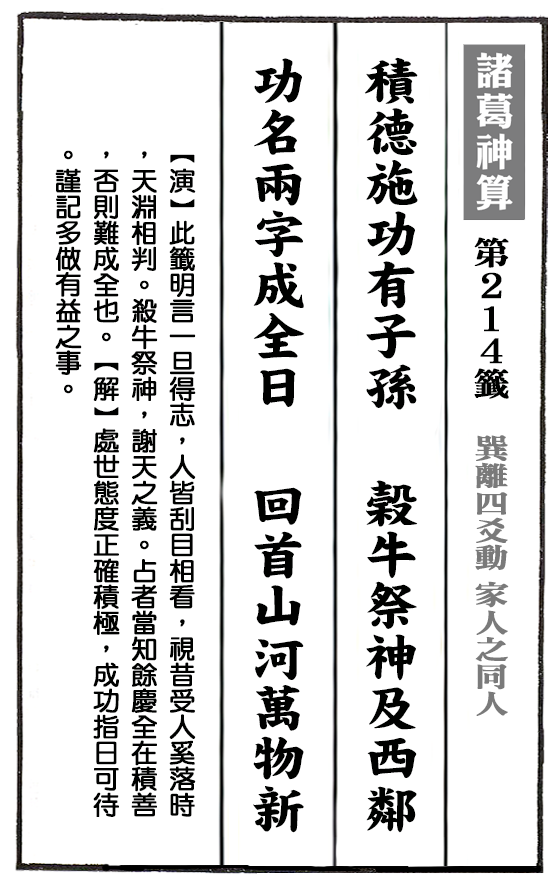 諸葛神算 第214籤 巽離四爻動 家人之同人
積德施功有子孫 穀牛祭神及西鄰
功名兩字成全日 回首山河萬物新
【演】此籤明言一旦得志，人皆刮目相看，視昔受人奚落時
，天淵相判。殺牛祭神，謝天之義。占者當知餘慶全在積善
，否則難成全也。【解】處世態度正確積極，成功指日可待
。謹記多做有益之事。